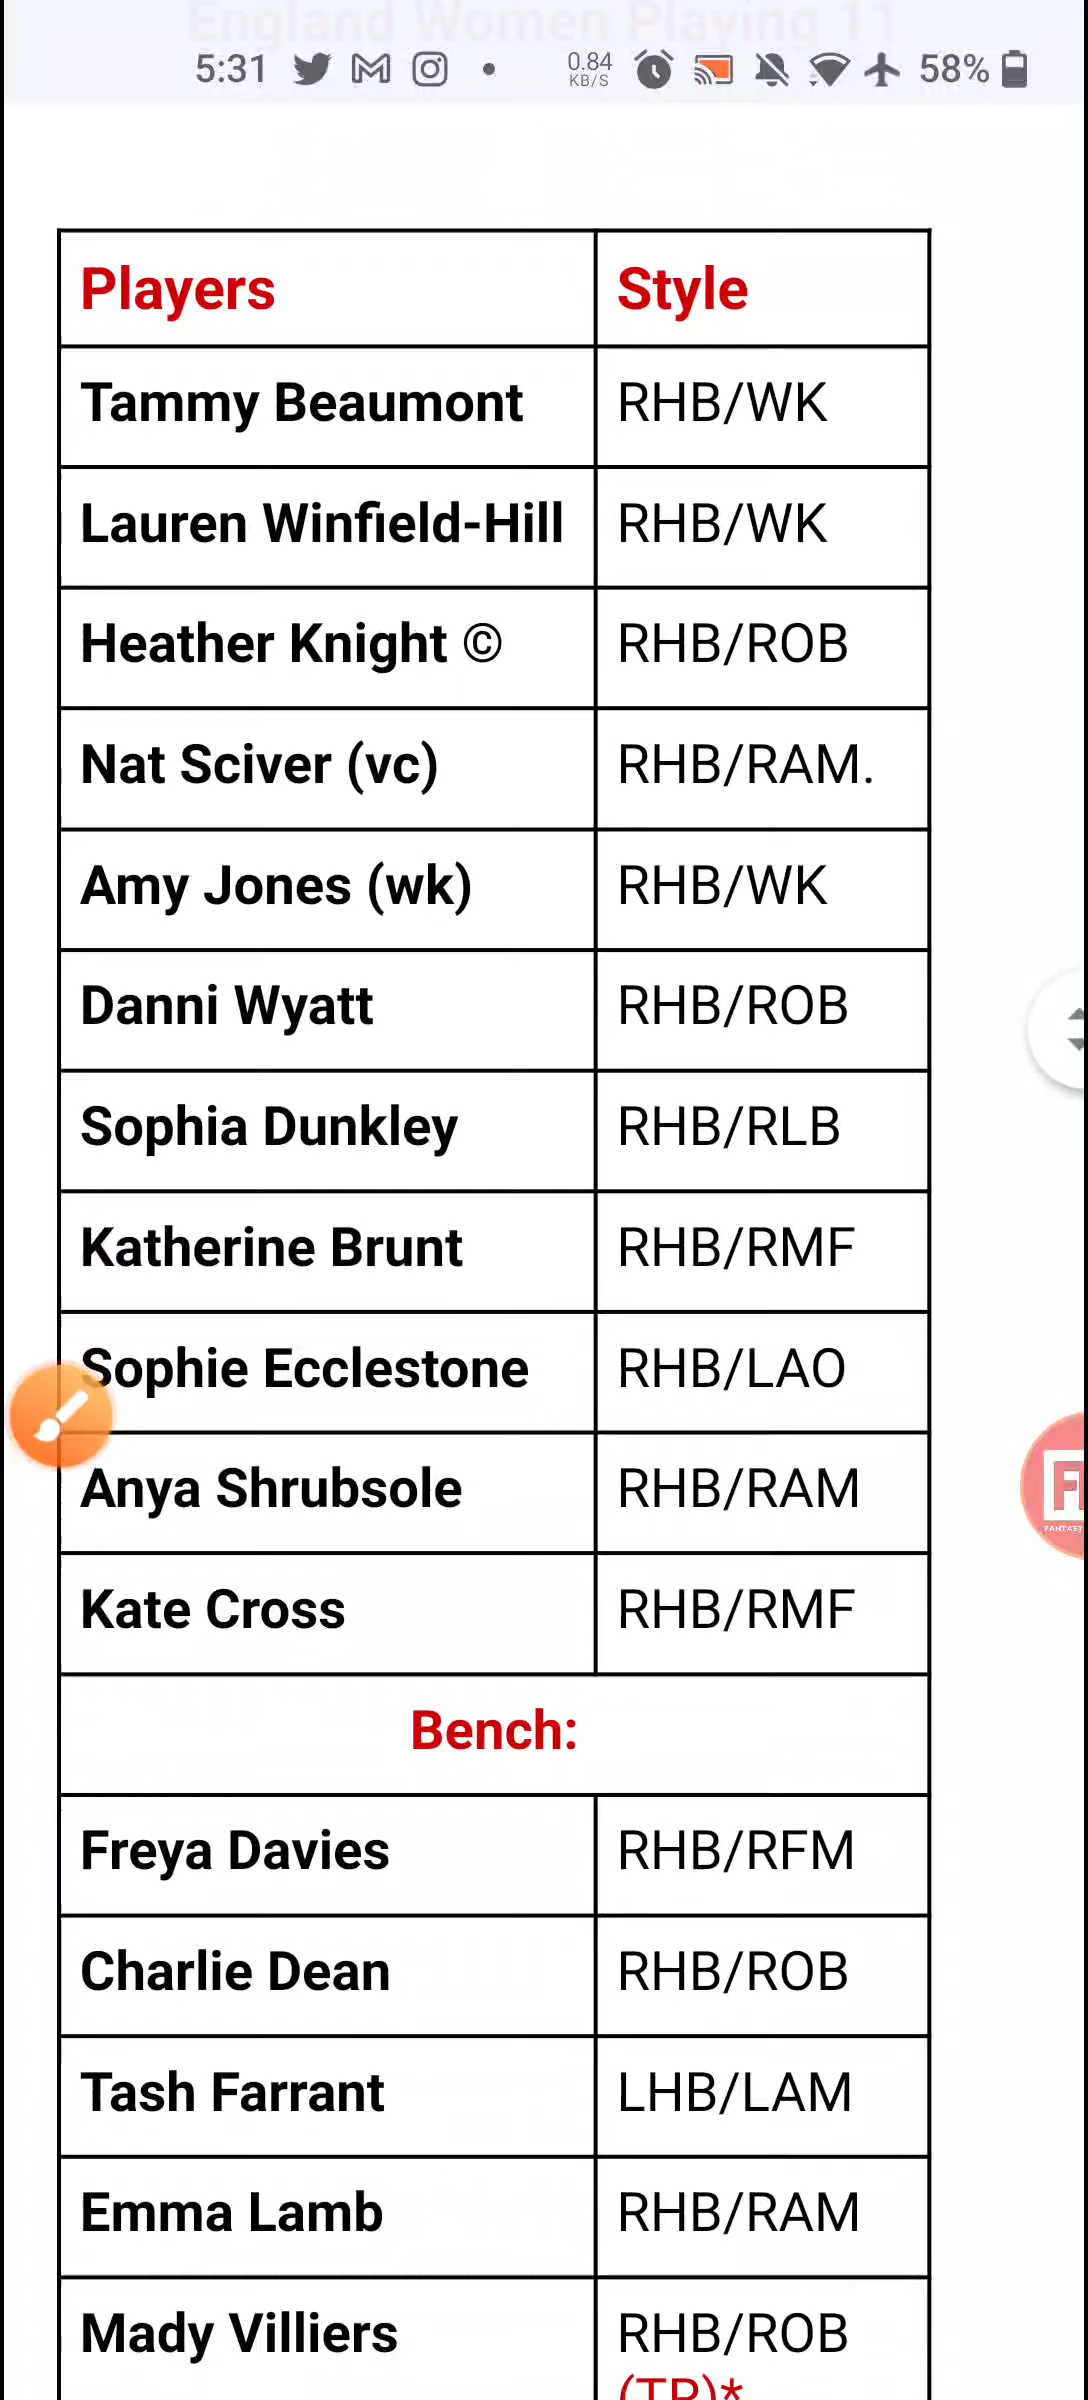 England Women Playing 11
5:31 0.84 KB/S 58%
Players Style
Tammy Beaumont RHB/WK
Lauren Winfield-Hill RHB/WK
Heather Knight © RHB/ROB
Nat Sciver (vc) RHB/RAM.
Amy Jones (wk) RHB/WK
Danni Wyatt RHB/ROB
Sophia Dunkley RHB/RLB
Katherine Brunt RHB/RMF
Sophie Ecclestone RHB/LAO
Anya Shrubsole RHB/RAM
Kate Cross RHB/RMF
Bench:
Freya Davies RHB/RFM
Charlie Dean RHB/ROB
Tash Farrant LHB/LAM
Emma Lamb RHB/RAM
Mady Villiers RHB/ROB